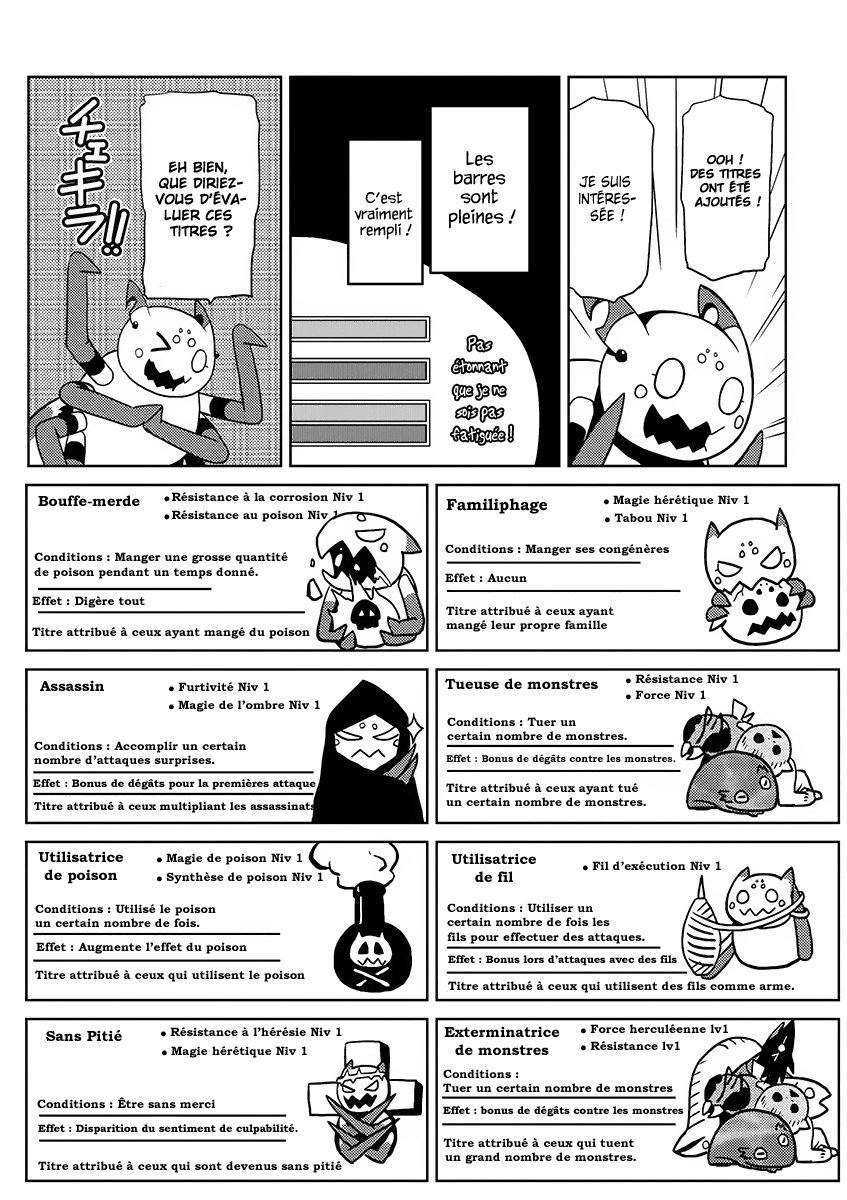 OOH !
DES TITRES
ONT ÉTÉ
AJOUTÉS !
JE SUIS
INTÉRES-
SÉE !
Les
barres
sont
pleines !
C'est
vraiment
rempli !
Pas
étonnant
que je ne
sois pas
fatiguée !
EH BIEN,
QUE DIRIEZ-
VOUS D'ÉVA-
LUER CES
TITRES ?
チェキラ!!
Bouffe-merde
• Résistance à la corrosion Niv 1
• Résistance au poison Niv 1
Conditions : Manger une grosse quantité
de poison pendant un temps donné.
Effet : Digère tout
Titre attribué à ceux ayant mangé du poison
Familiphage
• Magie hérétique Niv 1
• Tabou Niv 1
Conditions : Manger ses congénères
Effet : Aucun
Titre attribué à ceux ayant
mangé leur propre famille
Assassin
• Furtivité Niv 1
• Magie de l'ombre Niv 1
Conditions : Accomplir un certain
nombre d'attaques surprises.
Effet : Bonus de dégâts pour la premières attaque
Titre attribué à ceux multipliant les assassinats
Tueuse de monstres
• Résistance Niv 1
• Force Niv 1
Conditions : Tuer un
certain nombre de monstres.
Effet : Bonus de dégâts contre les monstres.
Titre attribué à ceux ayant tué
un certain nombre de monstres.
Utilisatrice
de poison
• Magie de poison Niv 1
• Synthèse de poison Niv 1
Conditions : Utilisé le poison
un certain nombre de fois.
Effet : Augmente l'effet du poison
Titre attribué à ceux qui utilisent le poison
Utilisatrice
de fil
• Fil d'exécution Niv 1
Conditions : Utiliser un
certain nombre de fois les
fils pour effectuer des attaques.
Effet : Bonus lors d'attaques avec des fils
Titre attribué à ceux qui utilisent des fils comme arme.
Sans Pitié
• Résistance à l'hérésie Niv 1
• Magie hérétique Niv 1
Conditions : Être sans merci
Effet : Disparition du sentiment de culpabilité.
Titre attribué à ceux qui sont devenus sans pitié
Exterminatrice
de monstres
• Force herculéenne lv1
• Résistance lv1
Conditions :
Tuer un certain nombre de monstres
Effet : bonus de dégâts contre les monstres
Titre attribué à ceux qui tuent
un grand nombre de monstres.